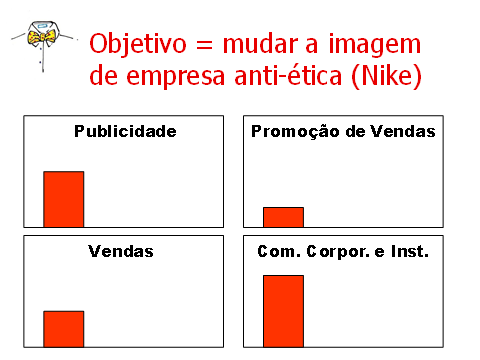 Objetivo = mudar a imagem
de empresa anti-ética (Nike)
Publicidade
Promoção de Vendas
Vendas
Com. Corpor. e Inst.